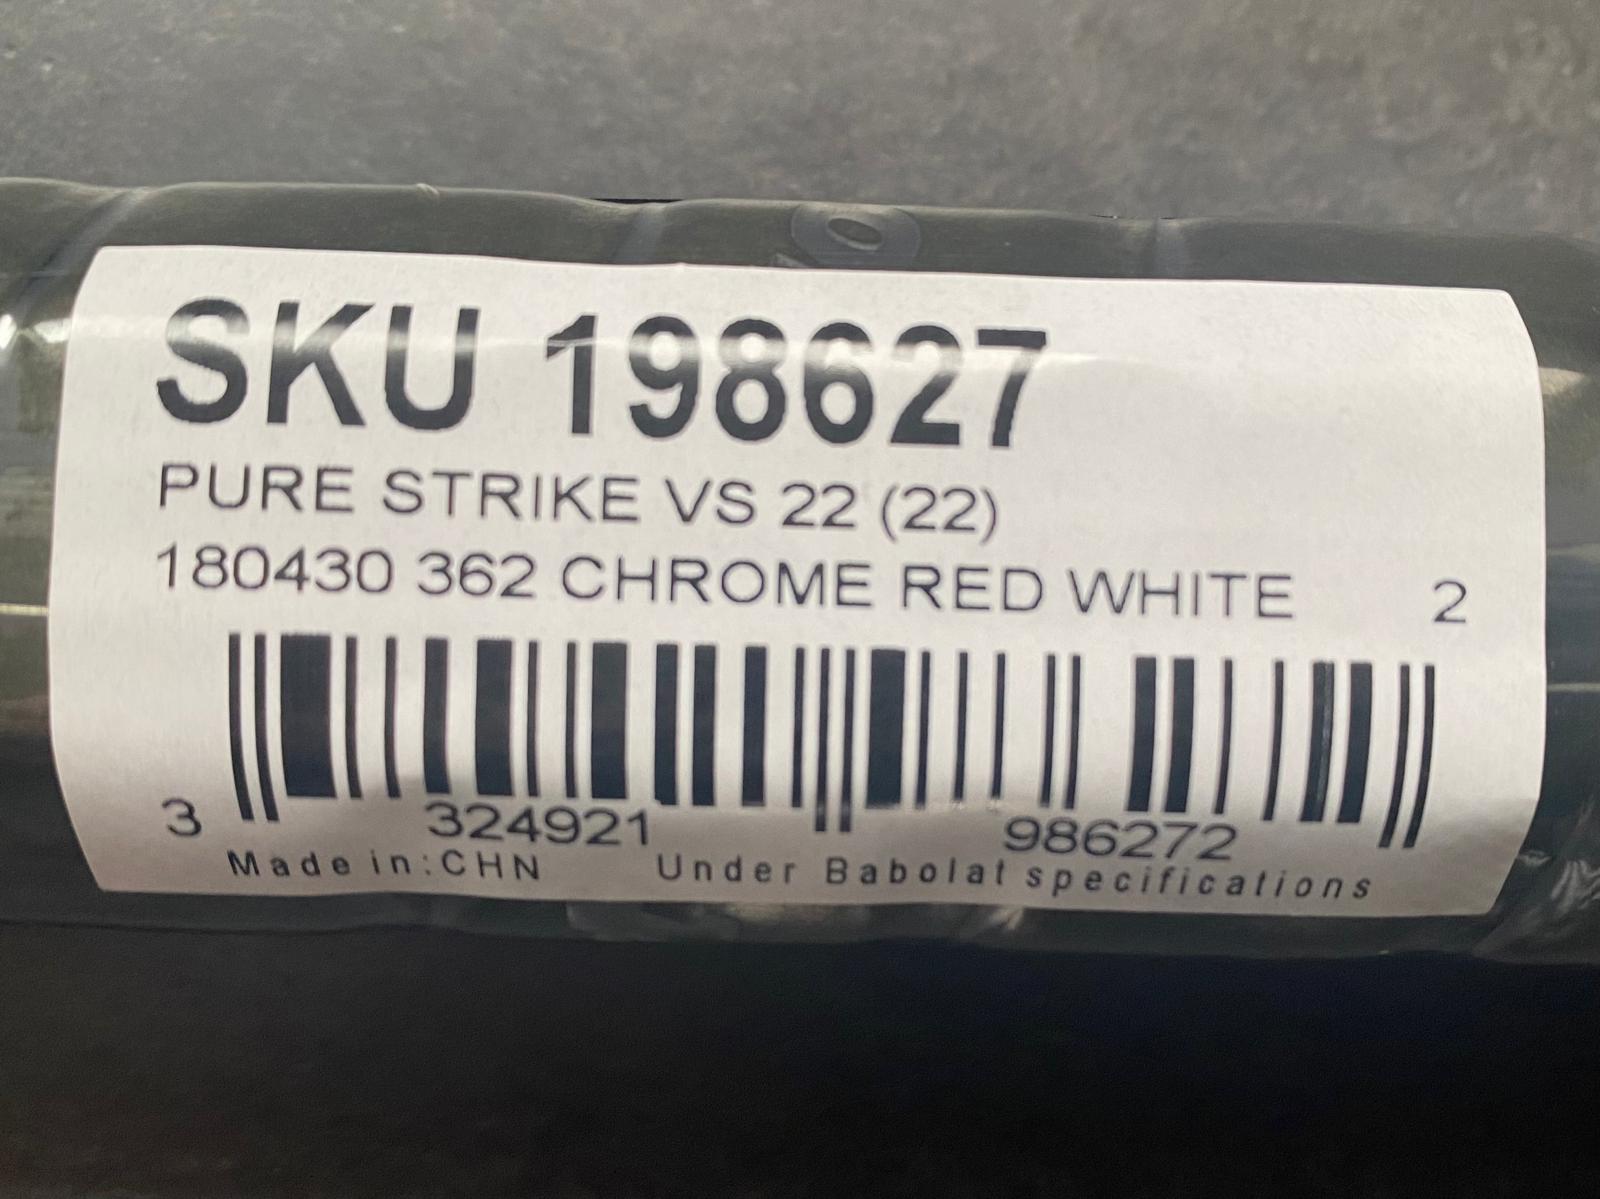 SKU 198627
PURE STRIKE VS 22 (22)
180430 362 CHROME RED WHITE 2
3 324921 986272
Made in:CHN Under Babolat specifications